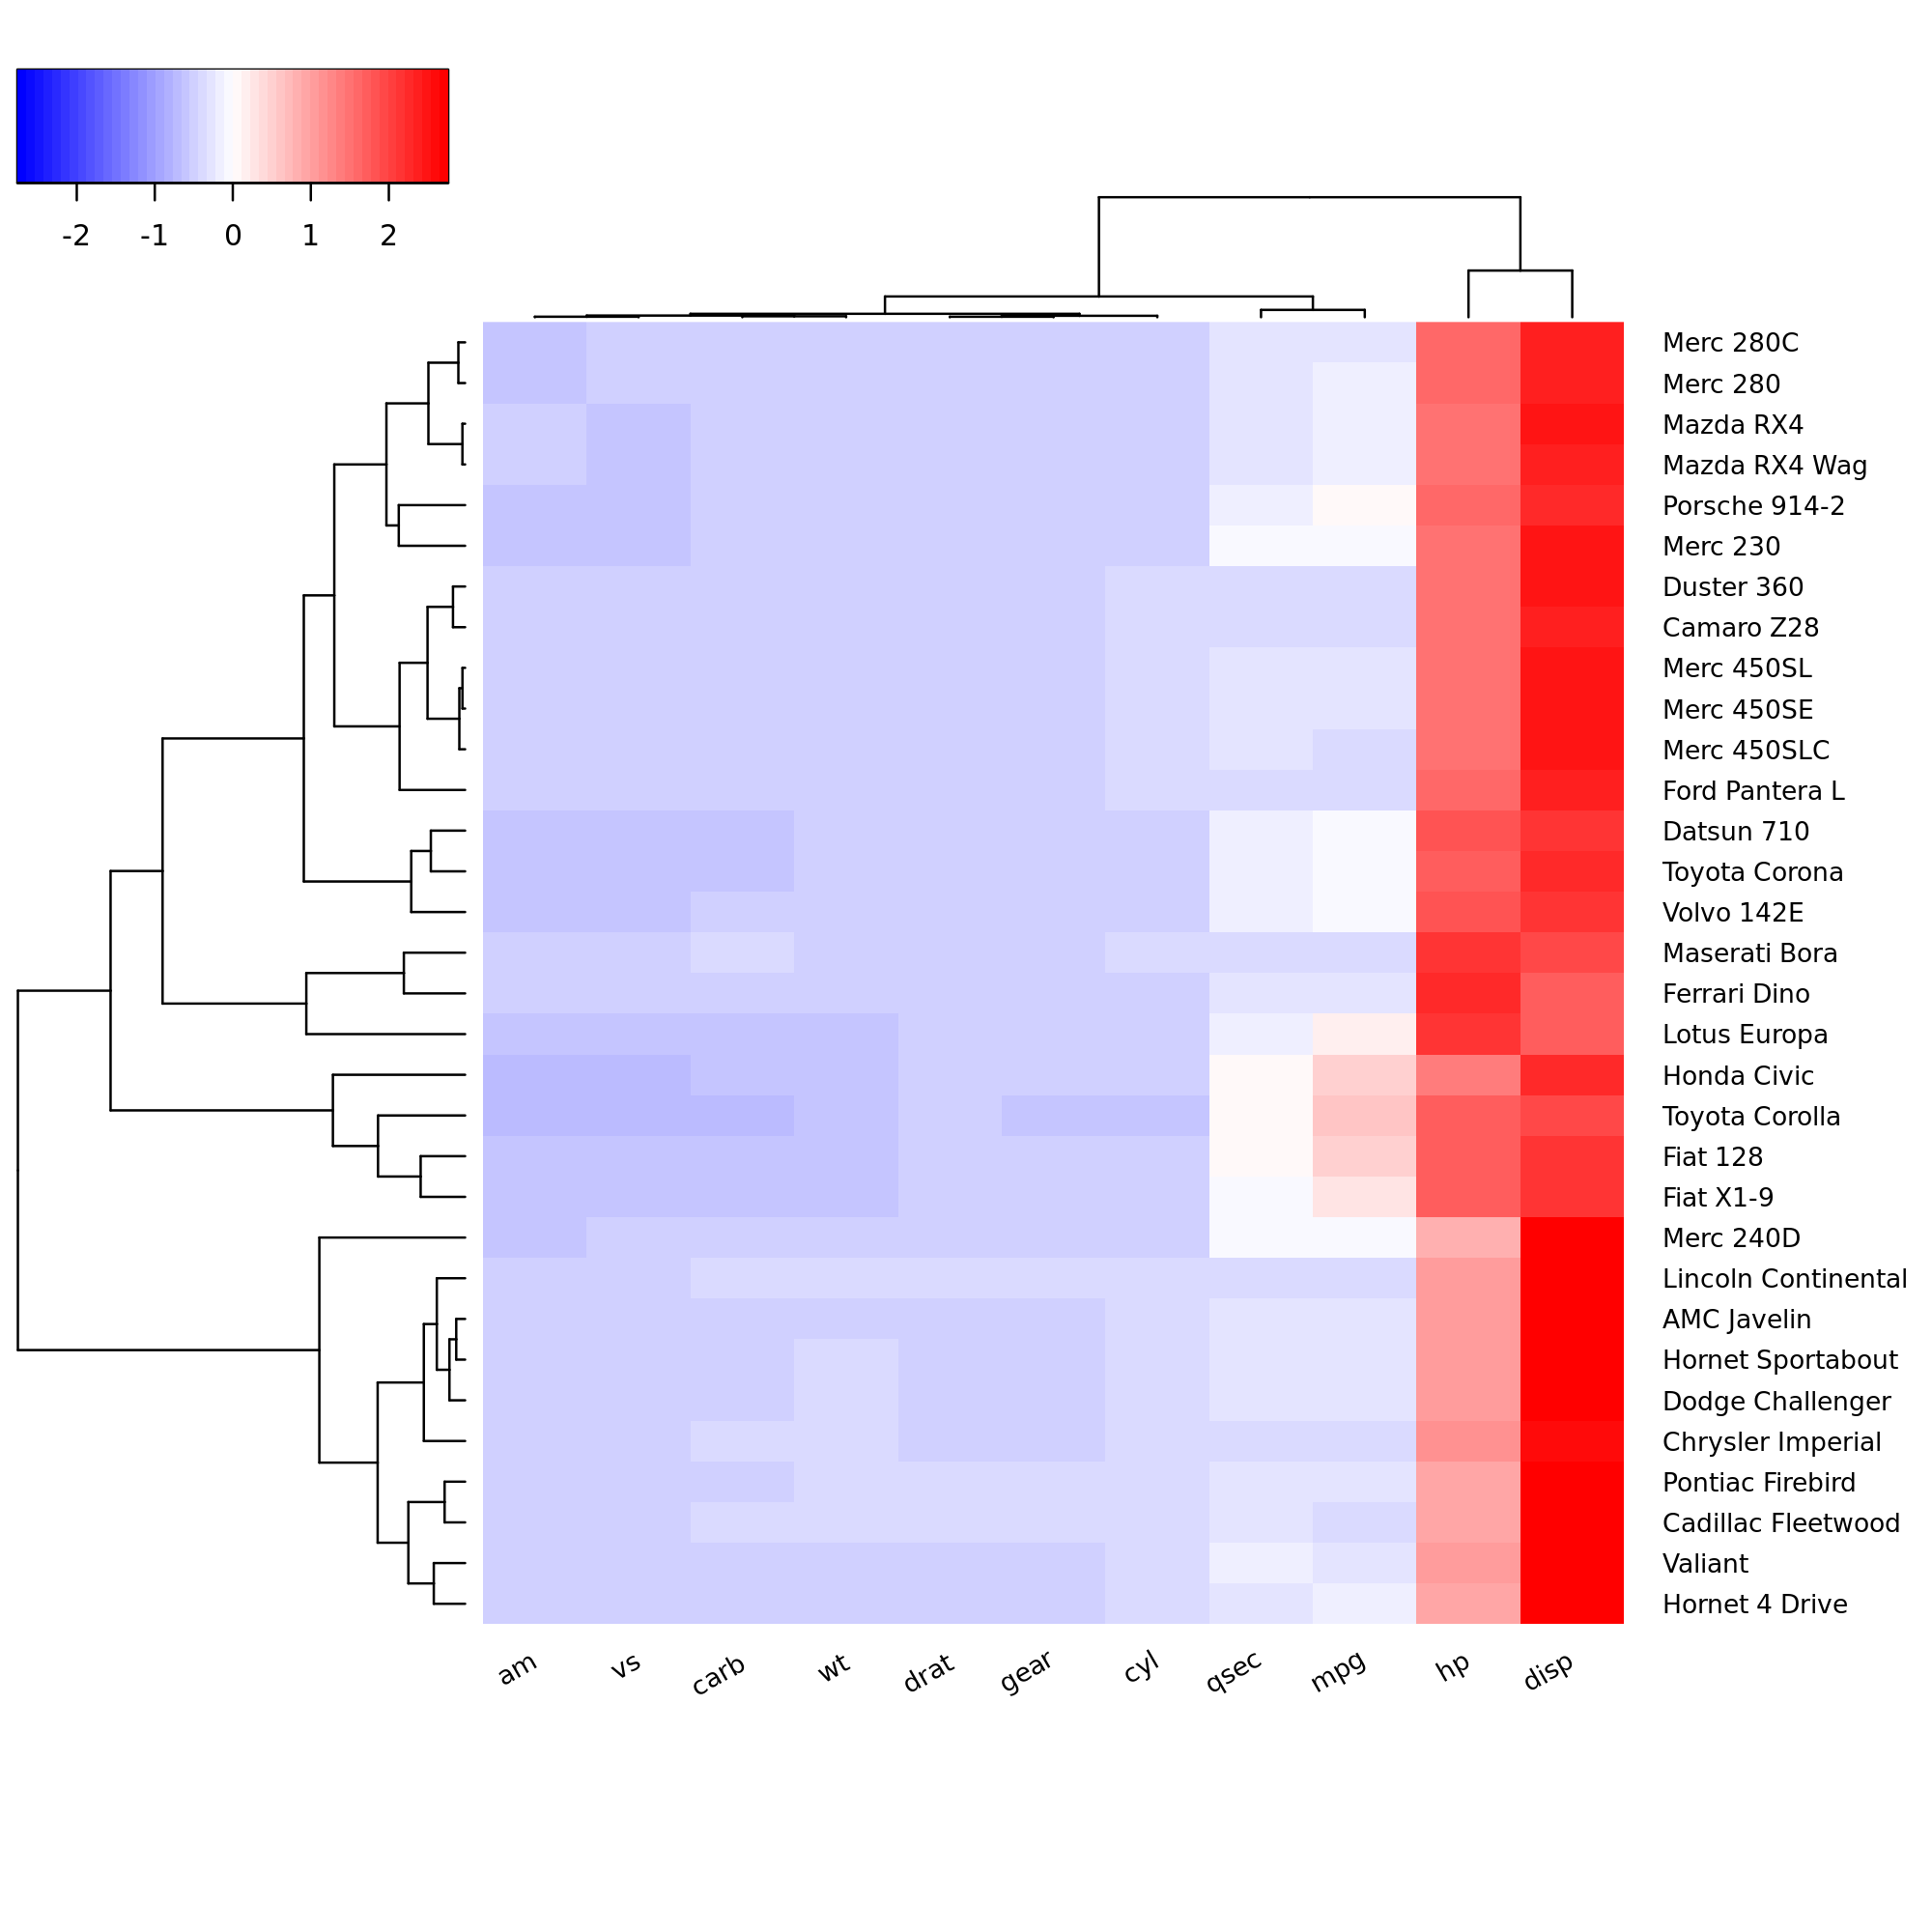 -2 -1 0 1 2
Merc 280C
Merc 280
Mazda RX4
Mazda RX4 Wag
Porsche 914-2
Merc 230
Duster 360
Camaro Z28
Merc 450SL
Merc 450SE
Merc 450SLC
Ford Pantera L
Datsun 710
Toyota Corona
Volvo 142E
Maserati Bora
Ferrari Dino
Lotus Europa
Honda Civic
Toyota Corolla
Fiat 128
Fiat X1-9
Merc 240D
Lincoln Continental
AMC Javelin
Hornet Sportabout
Dodge Challenger
Chrysler Imperial
Pontiac Firebird
Cadillac Fleetwood
Valiant
Hornet 4 Drive
am vs carb wt drat gear cyl qsec mpg hp disp